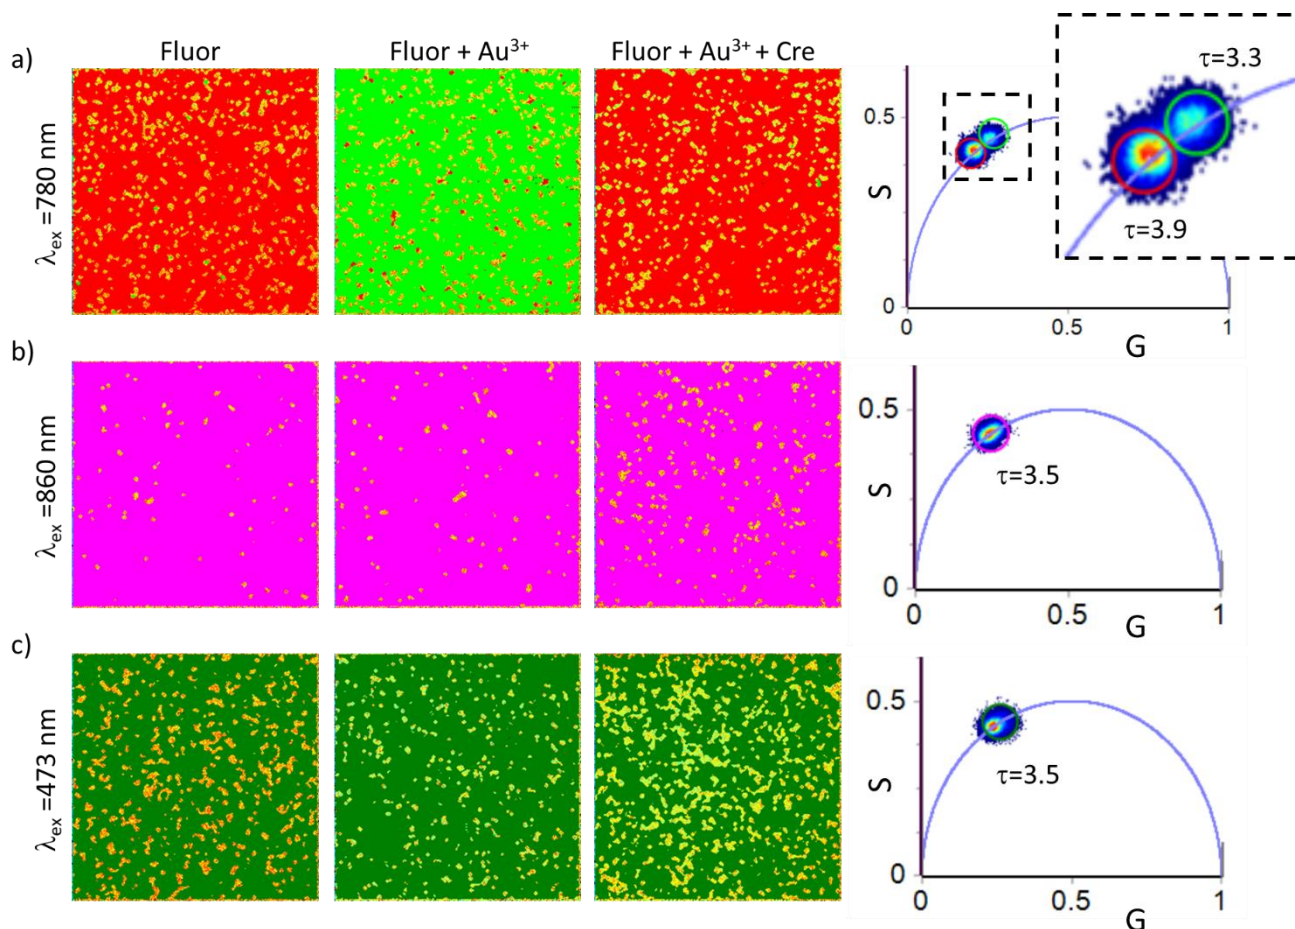 Fluor
Fluor + Au³⁺
Fluor + Au³⁺ + Cre
a)
λex =780 nm
S
0.5
0
0
0.5
1
G
τ=3.3
τ=3.9
b)
λex =860 nm
S
0.5
0
0
0.5
1
G
τ=3.5
c)
λex =473 nm
S
0.5
0
0
0.5
1
G
τ=3.5